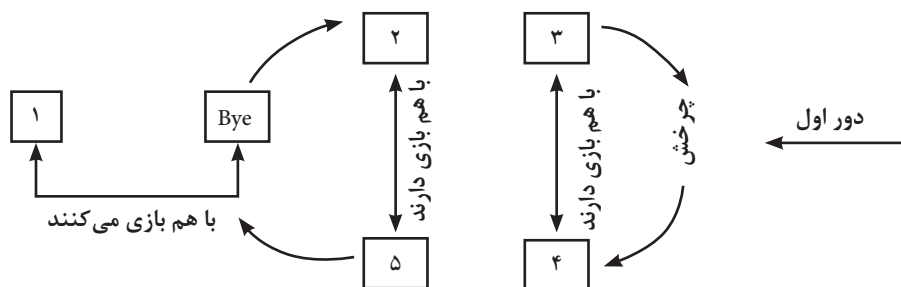 ۲
۳
۱
Bye
با هم بازی دارند
با هم بازی دارند
چرخش
دور اول
با هم بازی می‌کنند
۵
۴